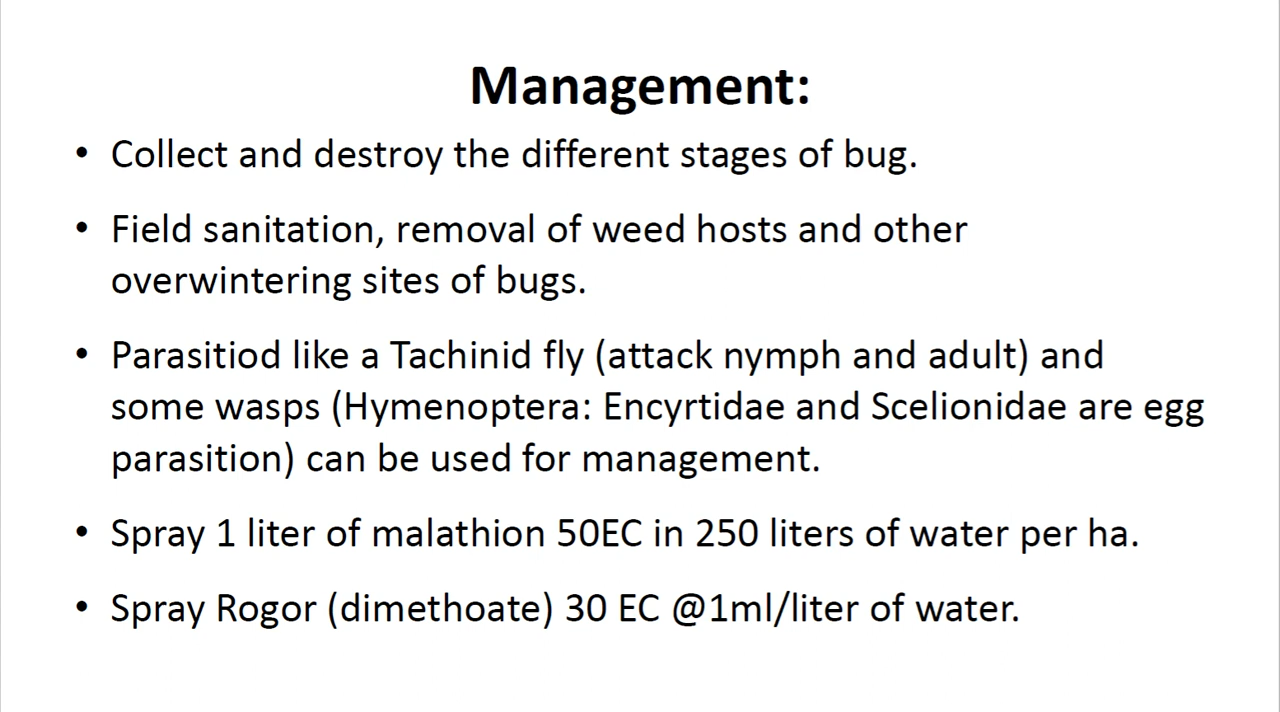 Management:
• Collect and destroy the different stages of bug.
• Field sanitation, removal of weed hosts and other
overwintering sites of bugs.
• Parasitiod like a Tachinid fly (attack nymph and adult) and
some wasps (Hymenoptera: Encyrtidae and Scelionidae are egg
parasition) can be used for management.
• Spray 1 liter of malathion 50EC in 250 liters of water per ha.
• Spray Rogor (dimethoate) 30 EC @1ml/liter of water.